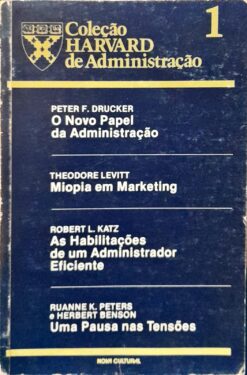 Coleção
HARVARD
de Administração
1
PETER F. DRUCKER
O Novo Papel
da Administração
THEODORE LEVITT
Miopia em Marketing
ROBERT L. KATZ
As Habilitações
de um Administrador
Eficiente
RUANNE K. PETERS
e HERBERT BENSON
Uma Pausa nas Tensões
NOVA CULTURAL